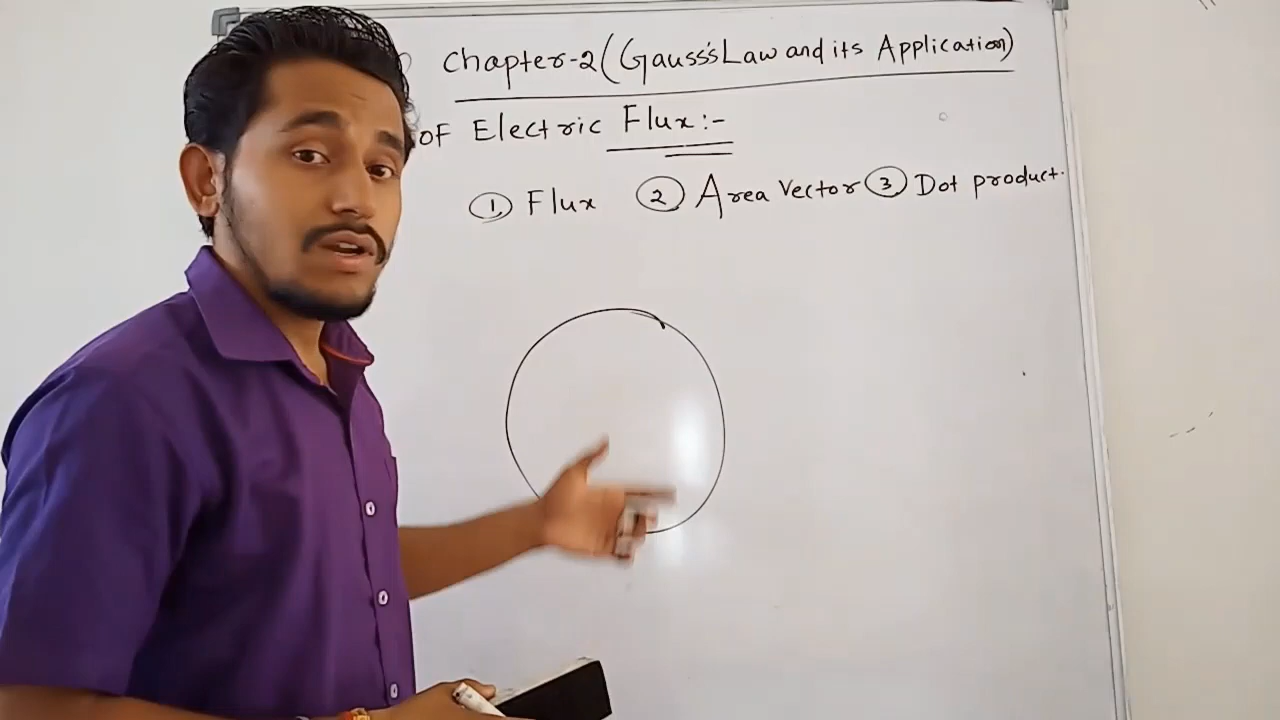 Chapter-2 (Gauss's Law and its Application)
of Electric Flux:-
① Flux ② Area Vector ③ Dot product.